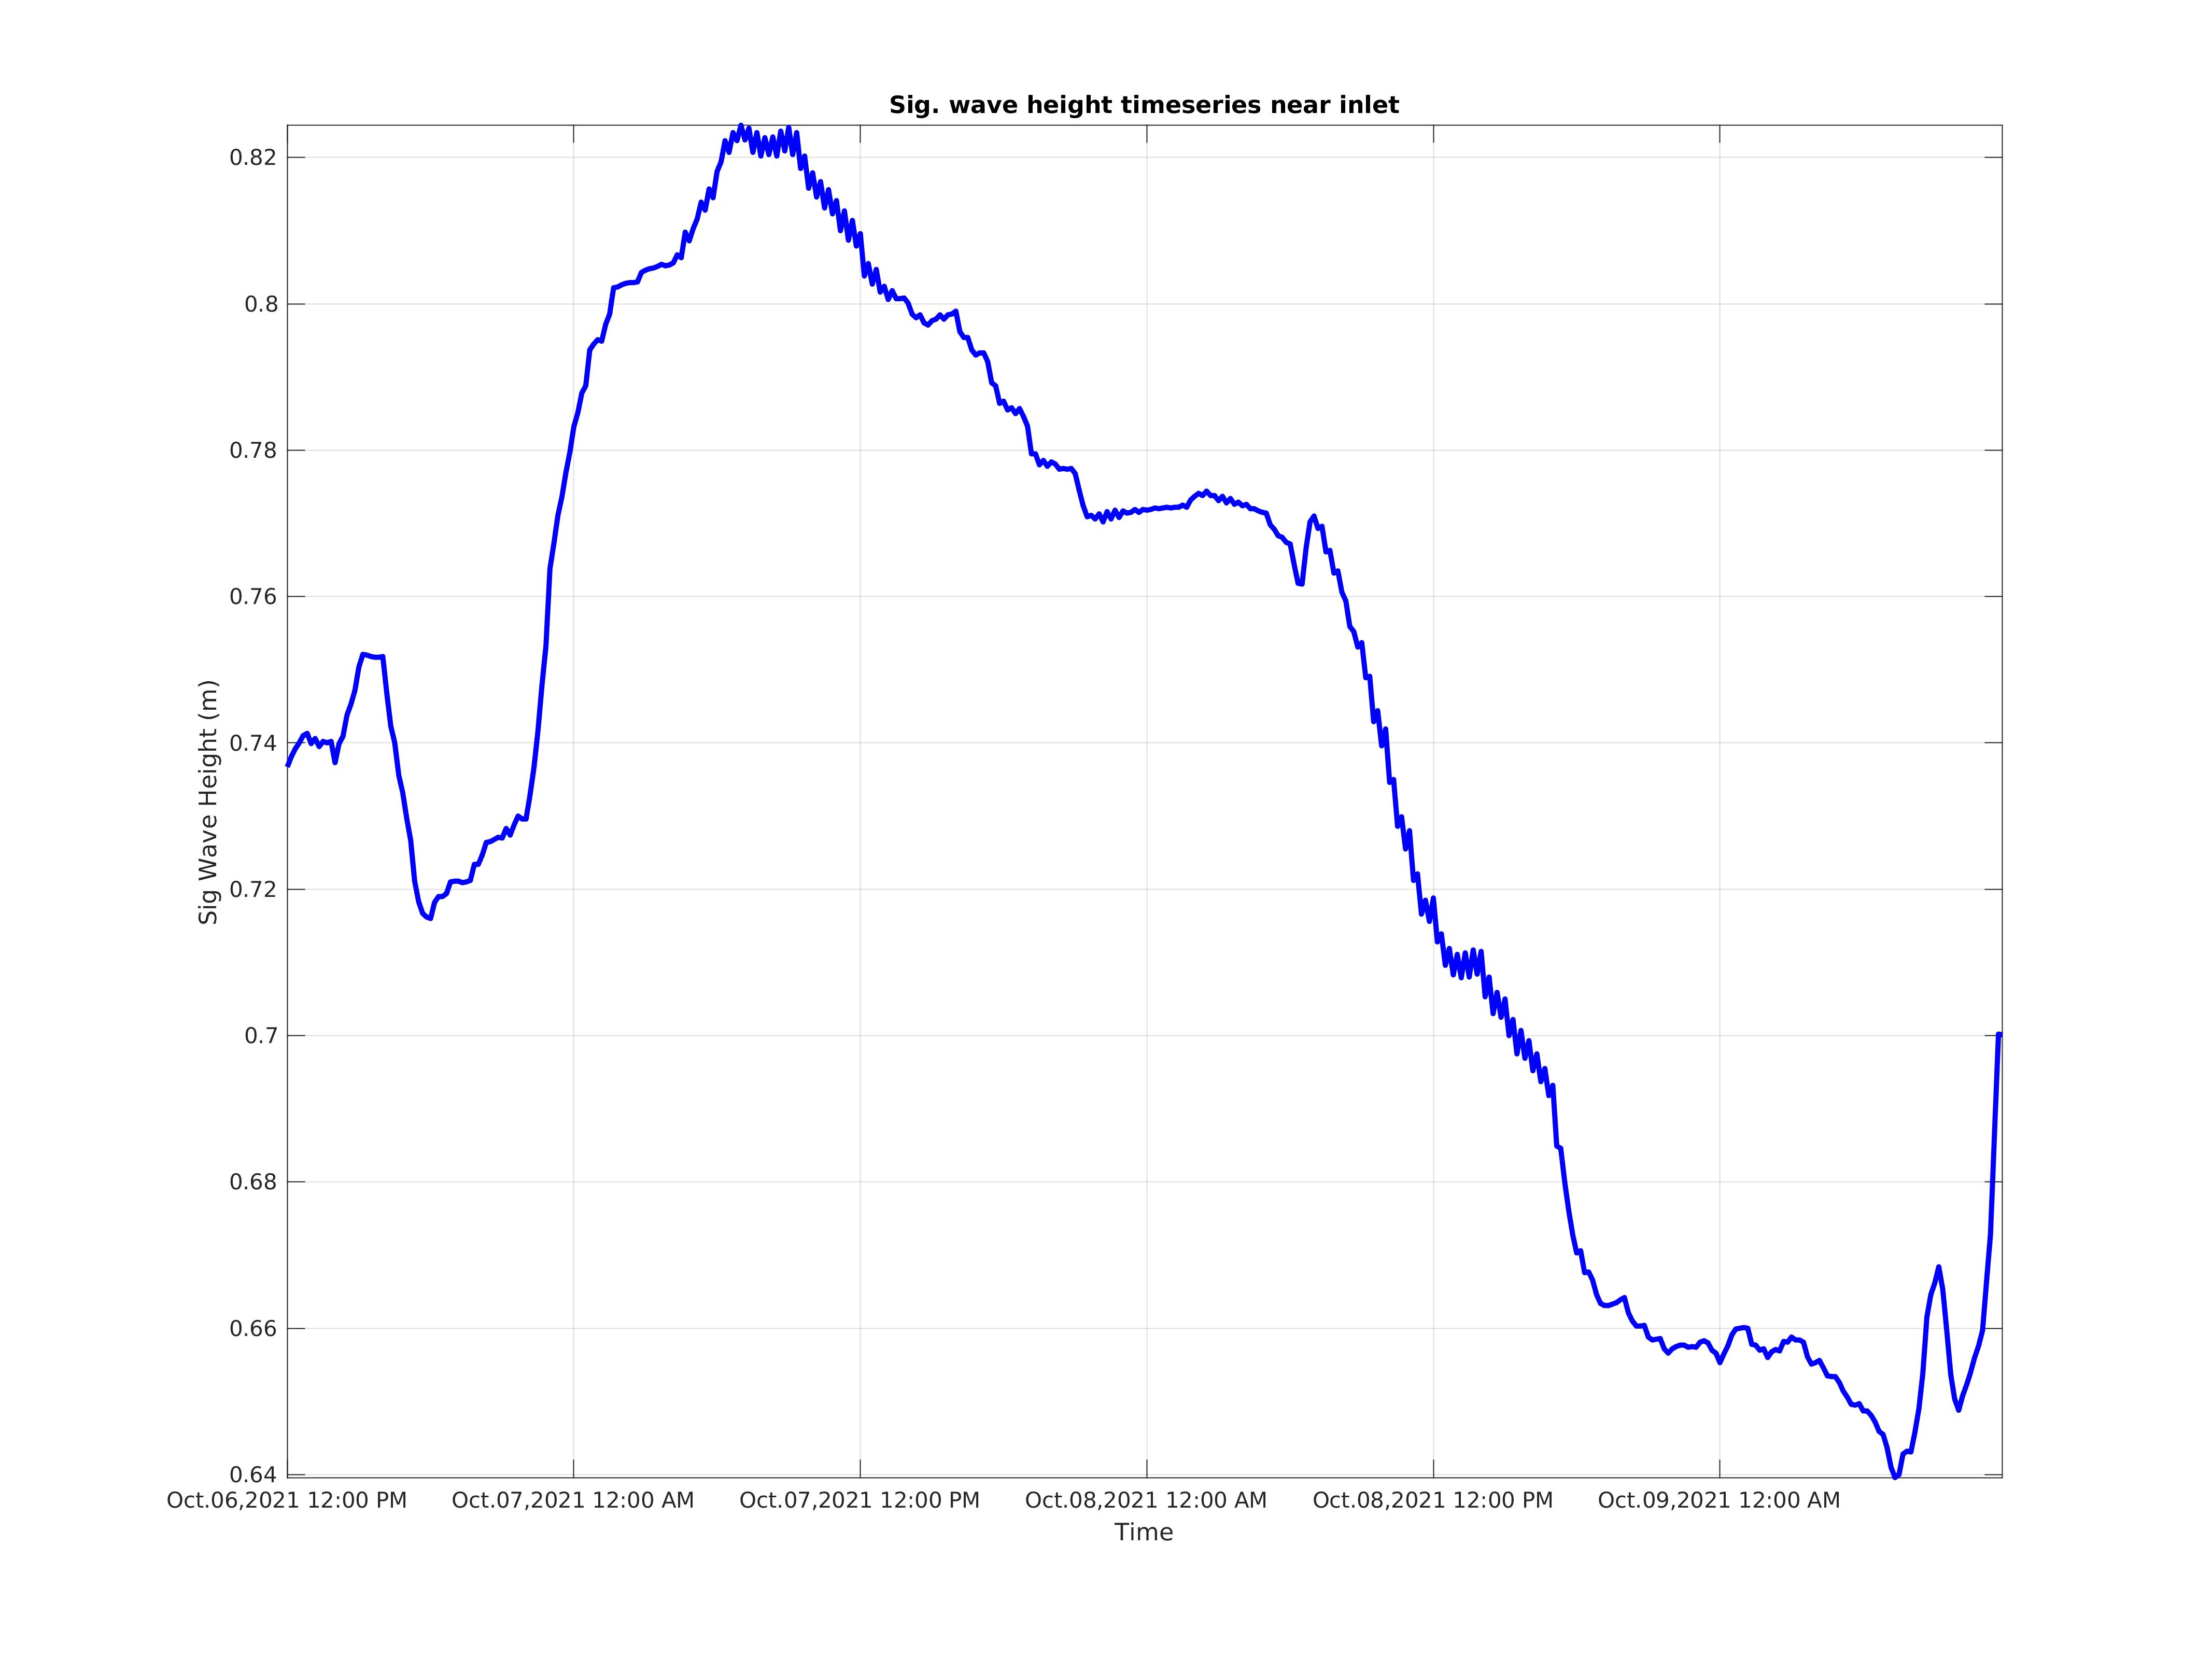 Sig. wave height timeseries near inlet
0.82
0.8
0.78
0.76
0.74
0.72
0.7
0.68
0.66
0.64
Sig Wave Height (m)
Oct.06,2021 12:00 PM Oct.07,2021 12:00 AM Oct.07,2021 12:00 PM Oct.08,2021 12:00 AM Oct.08,2021 12:00 PM Oct.09,2021 12:00 AM
Time